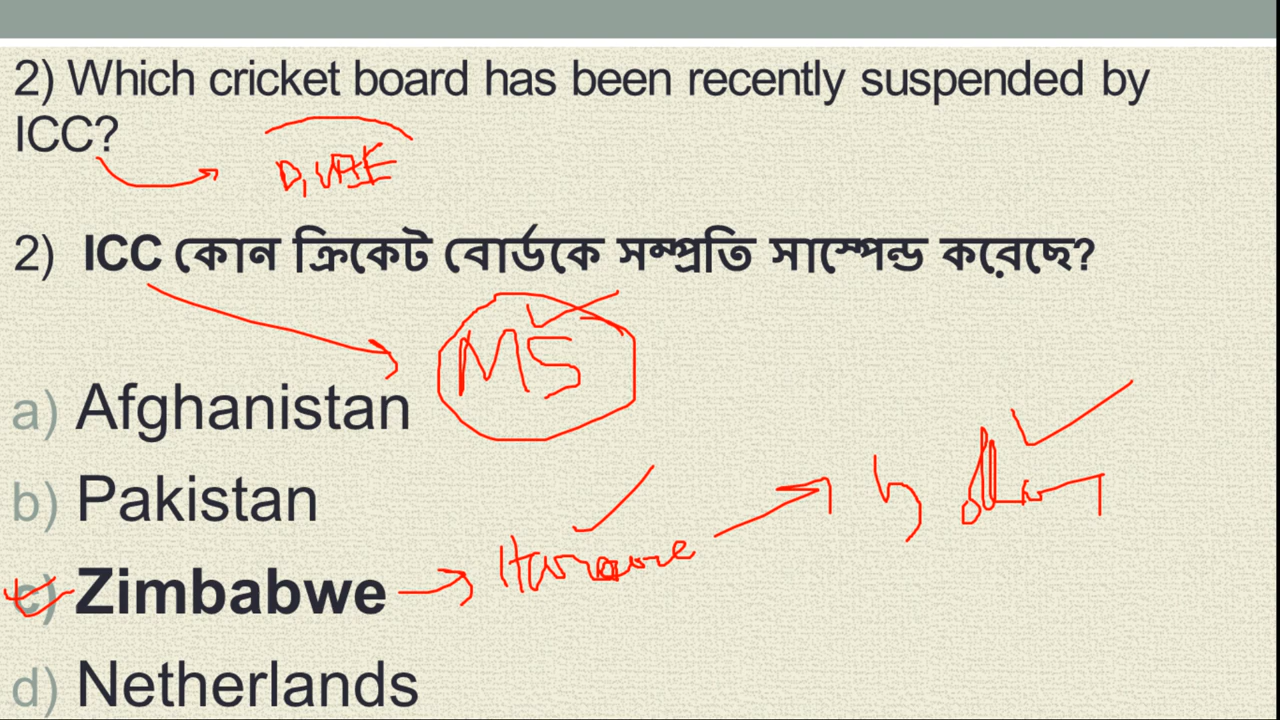 2) Which cricket board has been recently suspended by
ICC?
D, UAE
2) ICC কোন ক্রিকেট বোর্ডকে সম্প্রতি সাস্পেন্ড করেছে?
MS
a) Afghanistan
b) Pakistan
Harare
c) Zimbabwe
d) Netherlands